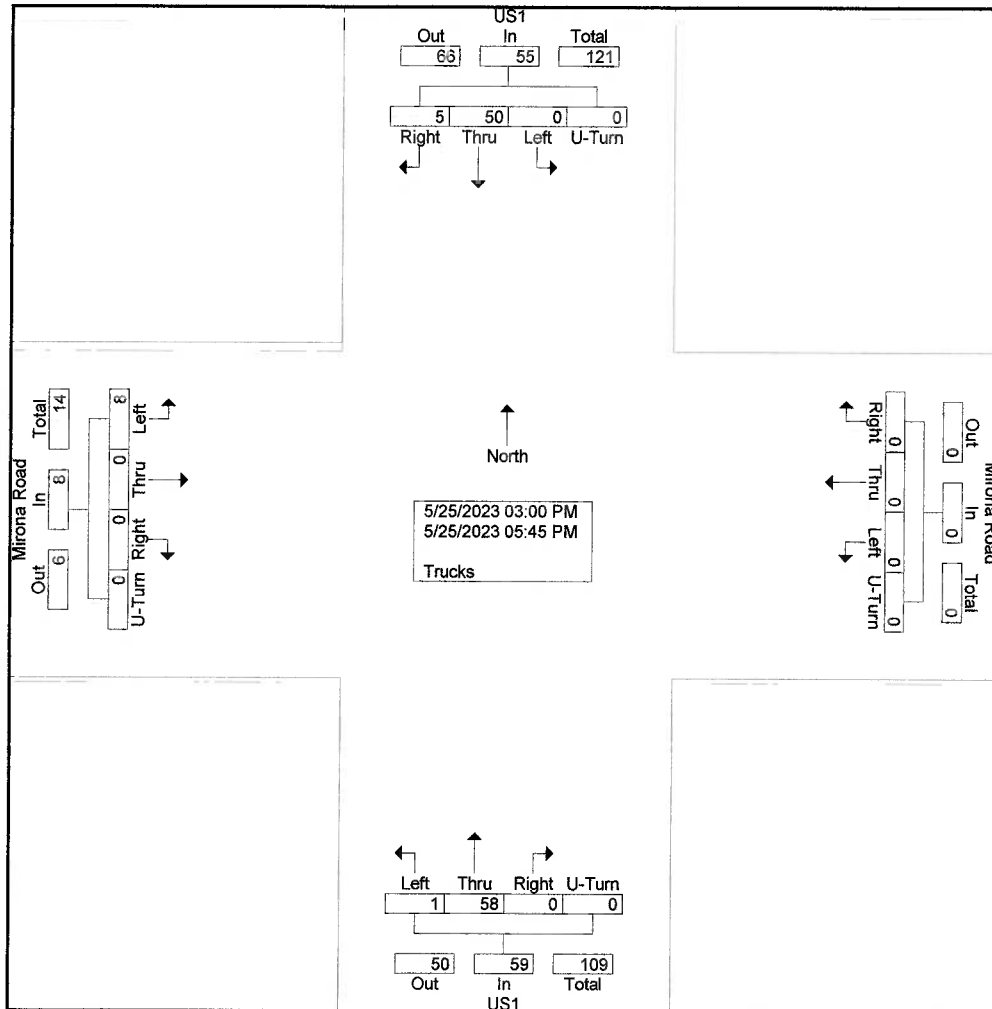 US1
Out In Total
66 55 121
5 50 0 0
Right Thru Left U-Turn
Mirona Road
Total In Out
14 8 6
8 0 0 0
Left Thru Right U-Turn
North
5/25/2023 03:00 PM
5/25/2023 05:45 PM
Trucks
Right Thru Left U-Turn
0 0 0 0
Out In Total
0 0 0
Mirona Road
Left Thru Right U-Turn
1 58 0 0
50 59 109
Out In Total
US1